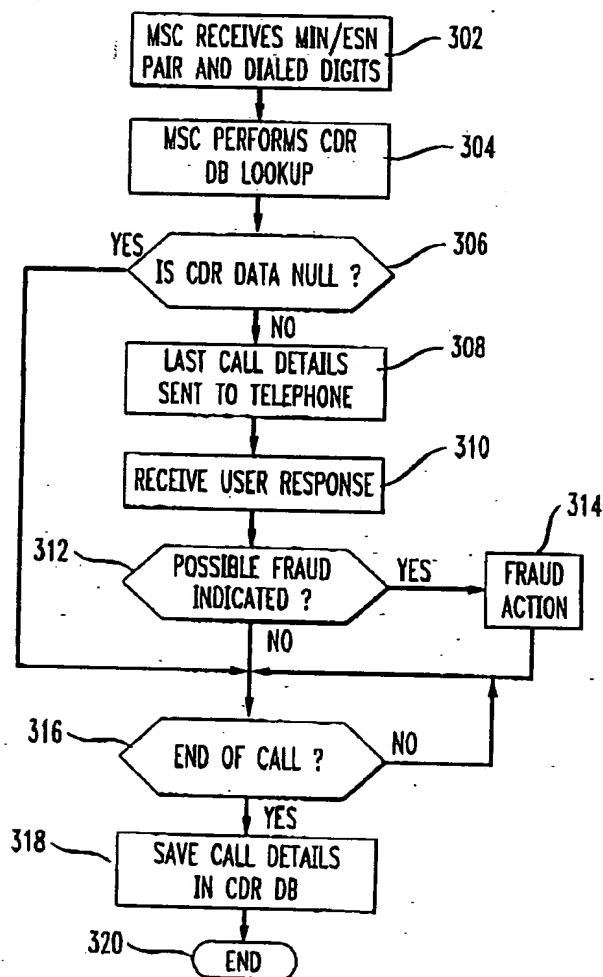 MSC RECEIVES MIN/ESN
PAIR AND DIALED DIGITS
302
MSC PERFORMS CDR
DB LOOKUP
304
YES
IS CDR DATA NULL ?
306
NO
LAST CALL DETAILS
SENT TO TELEPHONE
308
RECEIVE USER RESPONSE
310
312
POSSIBLE FRAUD
INDICATED ?
YES
314
FRAUD
ACTION
NO
316
END OF CALL ?
NO
YES
318
SAVE CALL DETAILS
IN CDR DB
320
END